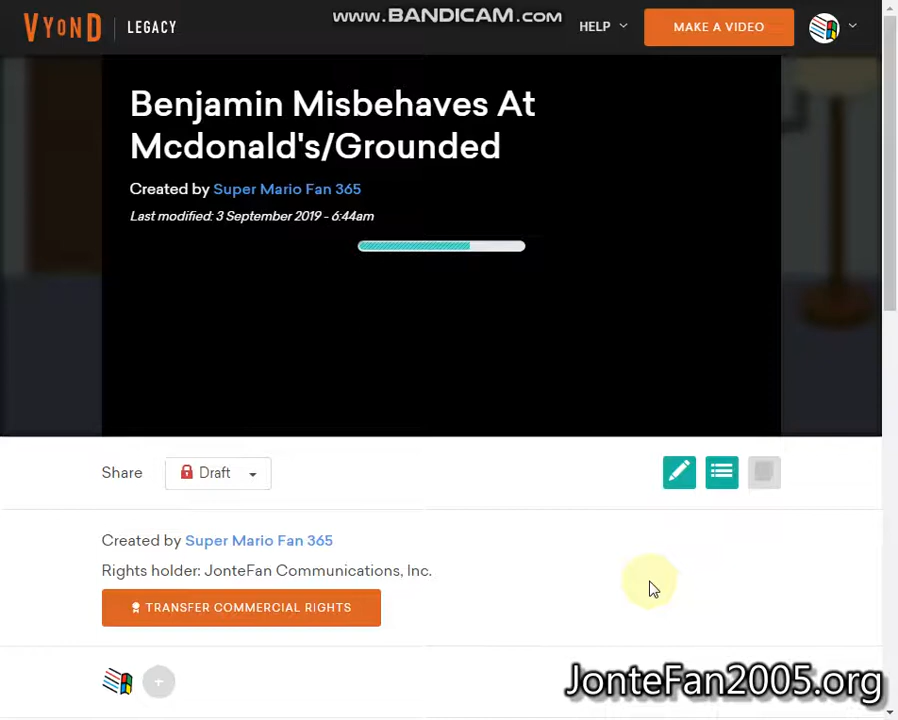 www.BANDICAM.com
VYOND LEGACY HELP MAKE A VIDEO
Benjamin Misbehaves At
Mcdonald's/Grounded
Created by Super Mario Fan 365
Last modified: 3 September 2019 - 6:44am
Share Draft
Created by Super Mario Fan 365
Rights holder: JonteFan Communications, Inc.
TRANSFER COMMERCIAL RIGHTS
JonteFan2005.org